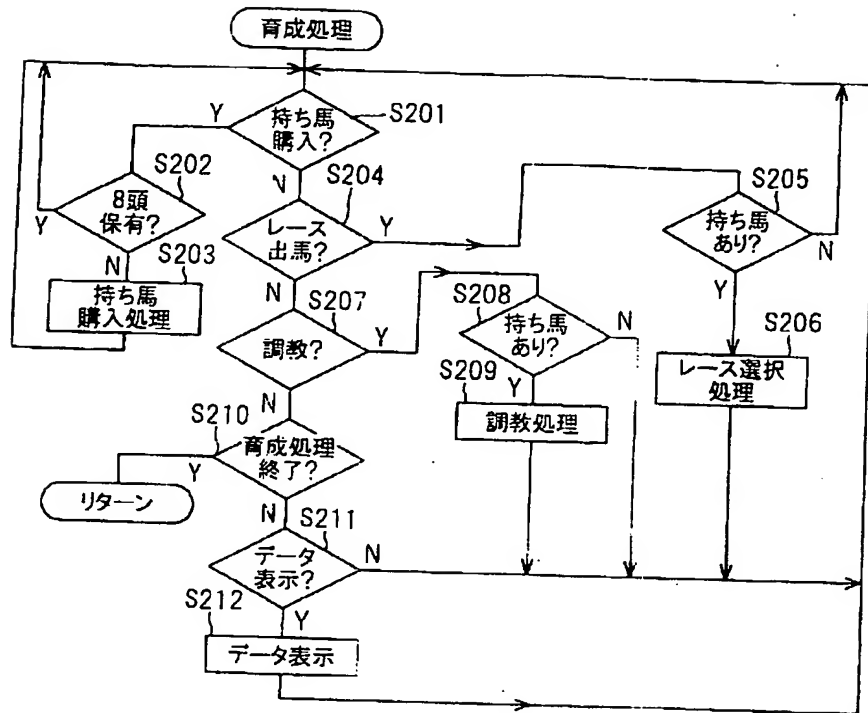 育成処理
Y
持ち馬
購入?
S201
S202
8頭
保有?
Y
N
S203
持ち馬
購入処理
N
S204
レース
出馬?
Y
S205
持ち馬
あり?
N
Y
S206
レース選択
処理
N
S207
調教?
Y
S208
持ち馬
あり?
N
S209
Y
調教処理
N
S210
育成処理
終了?
Y
リターン
N
S211
データ
表示?
N
S212
Y
データ表示